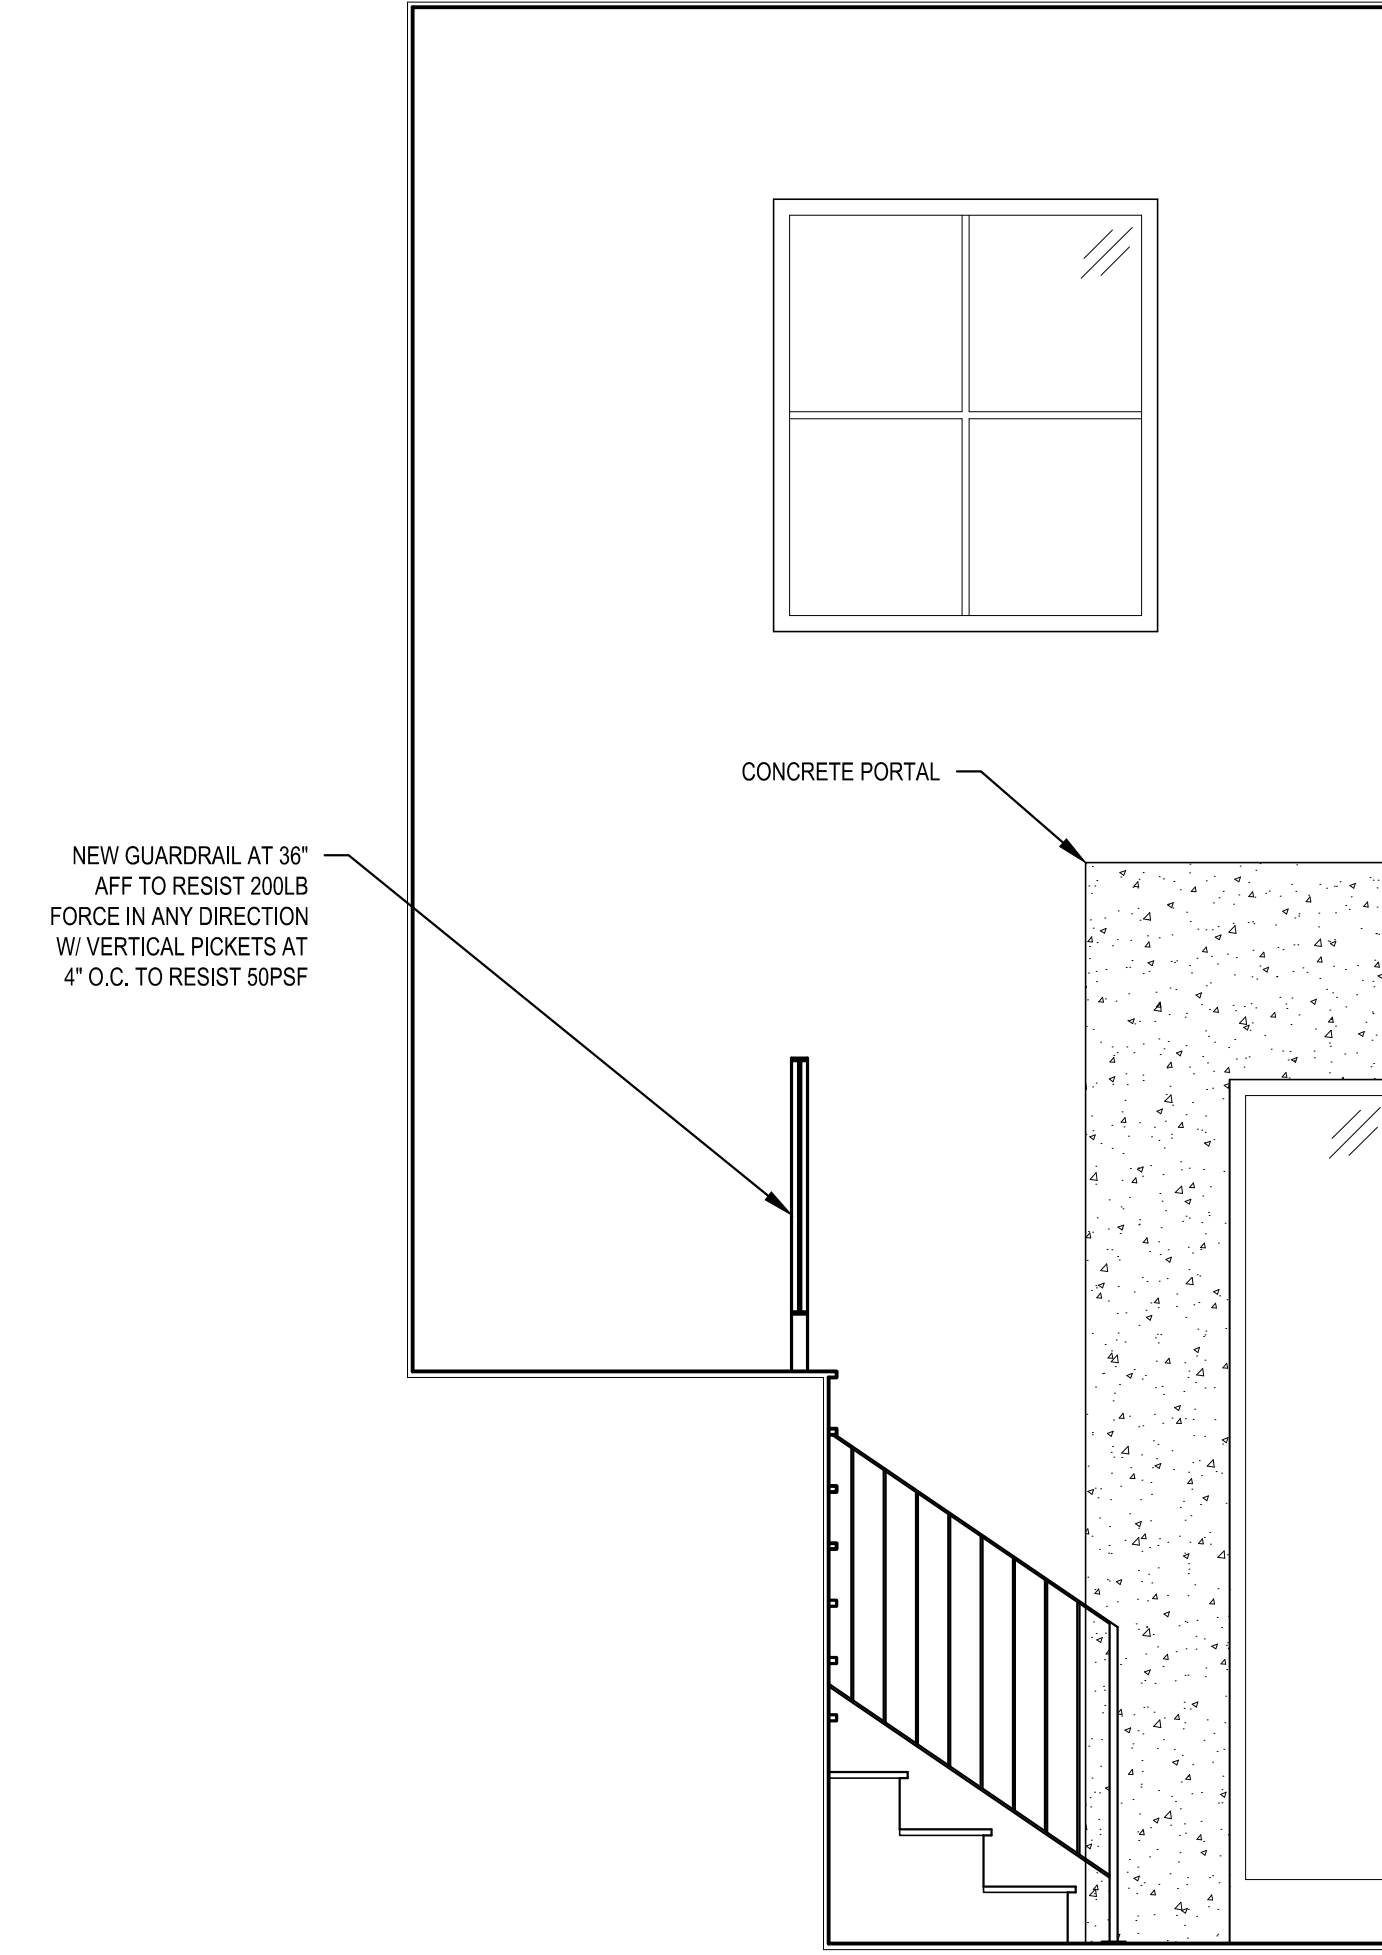 CONCRETE PORTAL
NEW GUARDRAIL AT 36"
AFF TO RESIST 200LB
FORCE IN ANY DIRECTION
W/ VERTICAL PICKETS AT
4" O.C. TO RESIST 50PSF